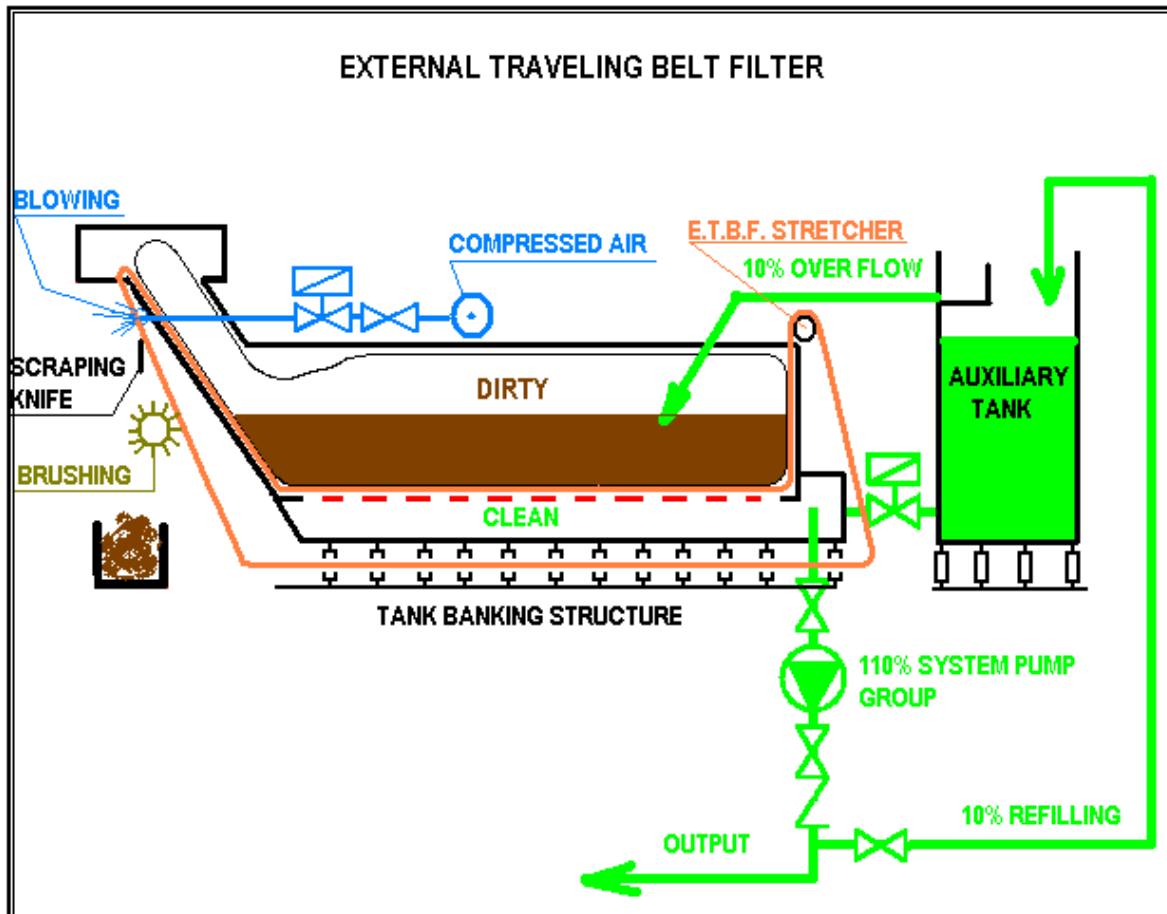 EXTERNAL TRAVELING BELT FILTER
BLOWING
COMPRESSED AIR
E.T.B.F. STRETCHER
10% OVER FLOW
SCRAPING
KNIFE
DIRTY
AUXILIARY
TANK
BRUSHING
CLEAN
TANK BANKING STRUCTURE
110% SYSTEM PUMP
GROUP
10% REFILLING
OUTPUT